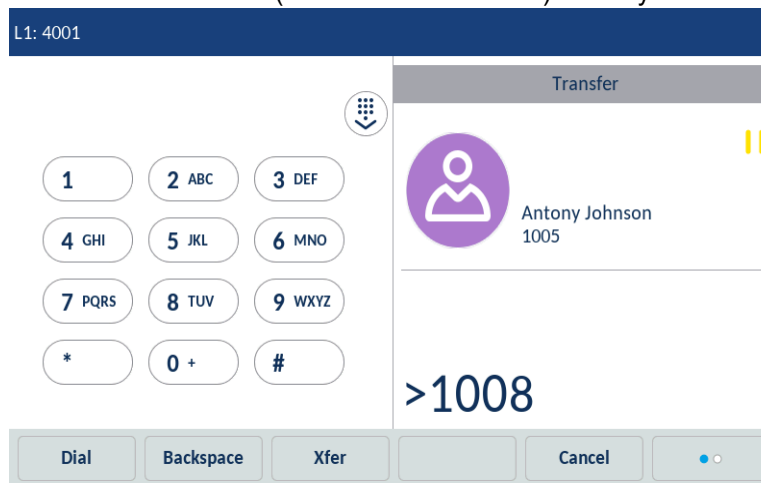 L1: 4001
Transfer
1
2 ABC
3 DEF
Antony Johnson
1005
4 GHI
5 JKL
6 MNO
7 PQRS
8 TUV
9 WXYZ
*
0 +
#
>1008
Dial
Backspace
Xfer
Cancel